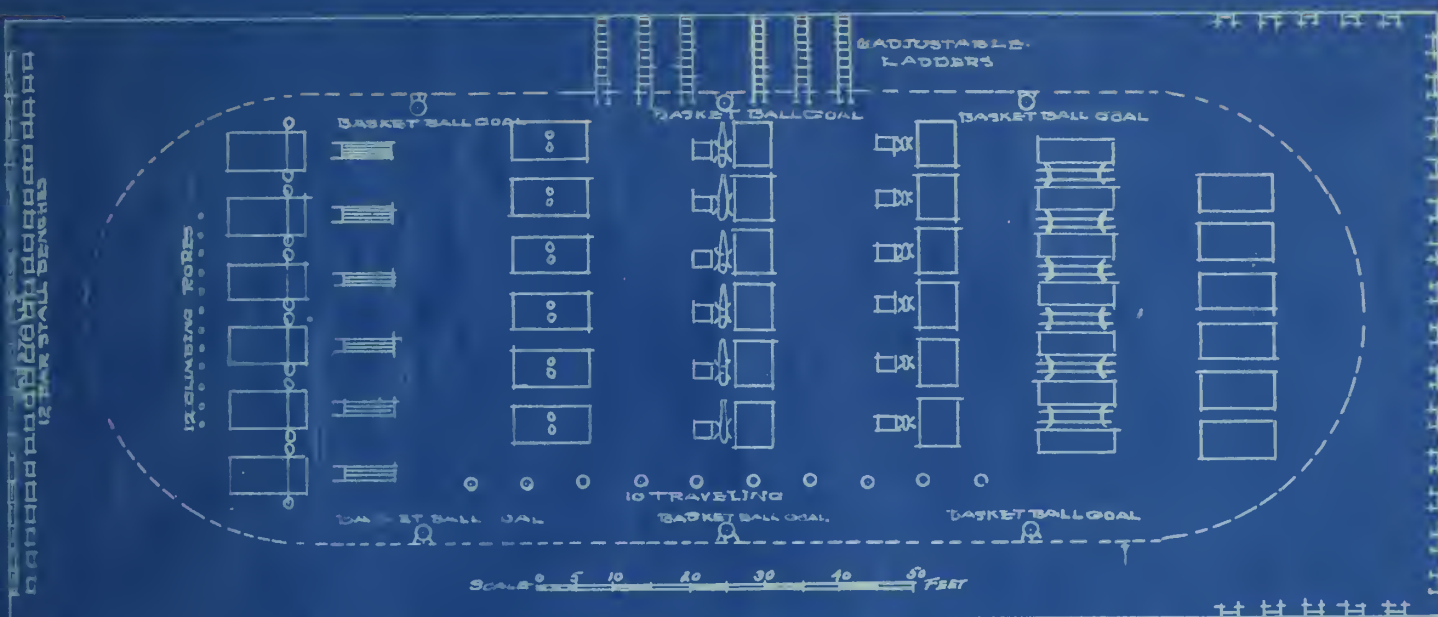 6 ADJUSTABLE
LADDERS
BASKET BALL GOAL
BASKET BALL GOAL
BASKET BALL GOAL
12 BAR STALL BENCHES
12 CLIMBING ROPES
10 TRAVELING
BASKET BALL GOAL
BASKET BALL GOAL
SCALE 0 5 10 20 30 40 50 FEET